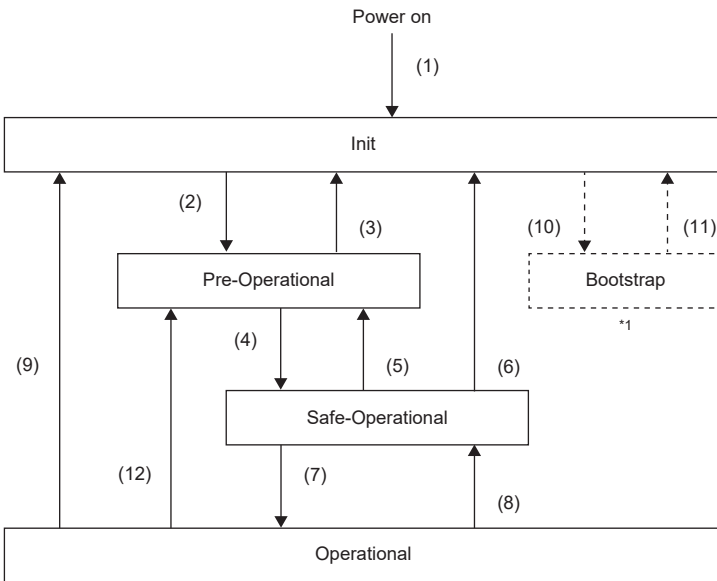 Power on
(1)
Init
(2)
(3)
(10)
(11)
Pre-Operational
Bootstrap
*1
(4)
(9)
(5)
(6)
Safe-Operational
(12)
(7)
(8)
Operational